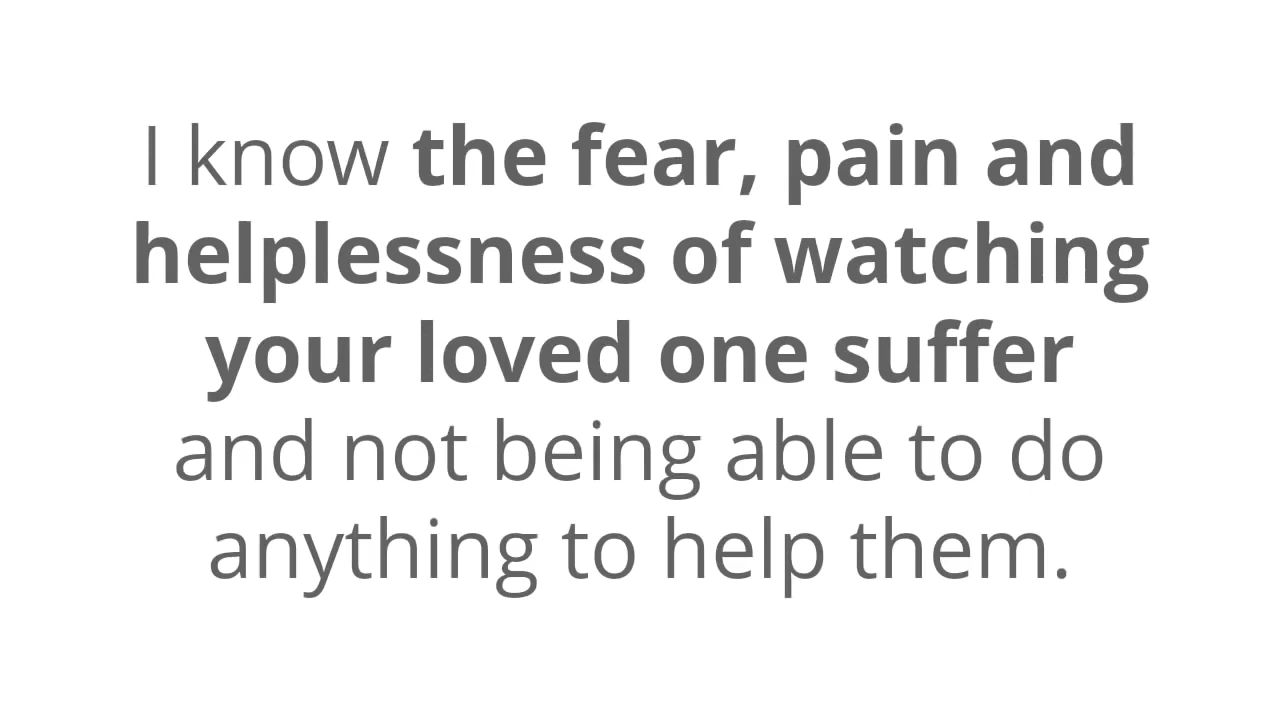 I know the fear, pain and
helplessness of watching
your loved one suffer
and not being able to do
anything to help them.